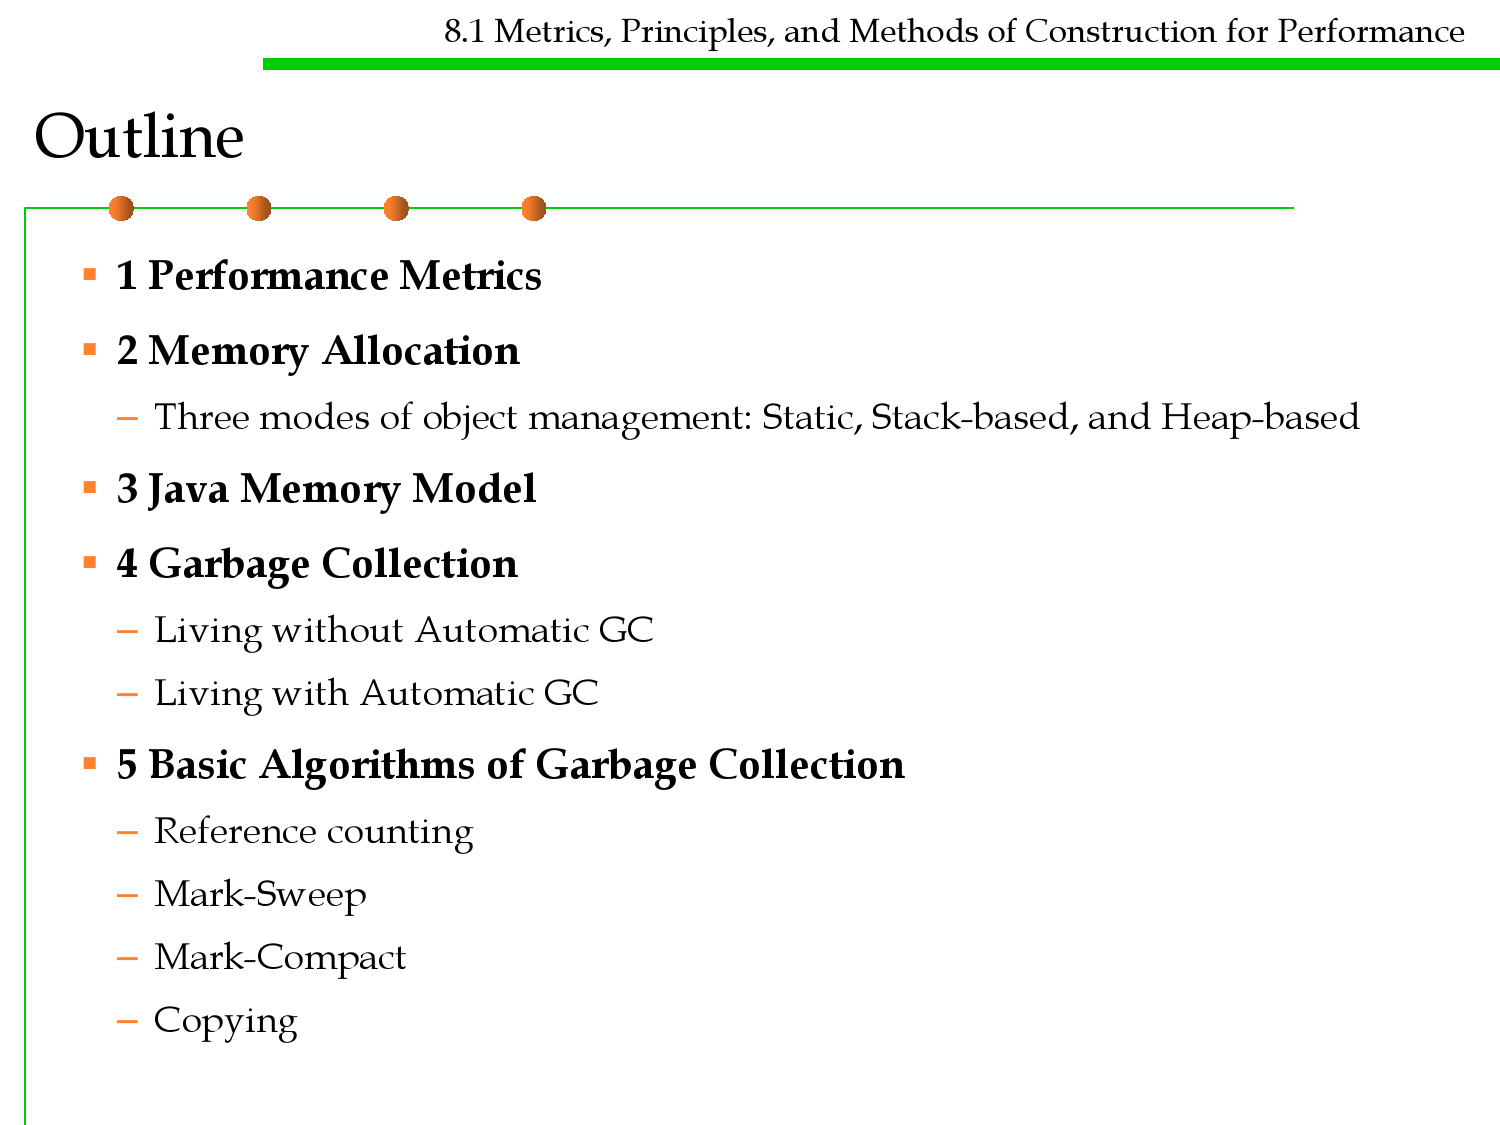 8.1 Metrics, Principles, and Methods of Construction for Performance
Outline
▪ 1 Performance Metrics
▪ 2 Memory Allocation
– Three modes of object management: Static, Stack-based, and Heap-based
▪ 3 Java Memory Model
▪ 4 Garbage Collection
– Living without Automatic GC
– Living with Automatic GC
▪ 5 Basic Algorithms of Garbage Collection
– Reference counting
– Mark-Sweep
– Mark-Compact
– Copying